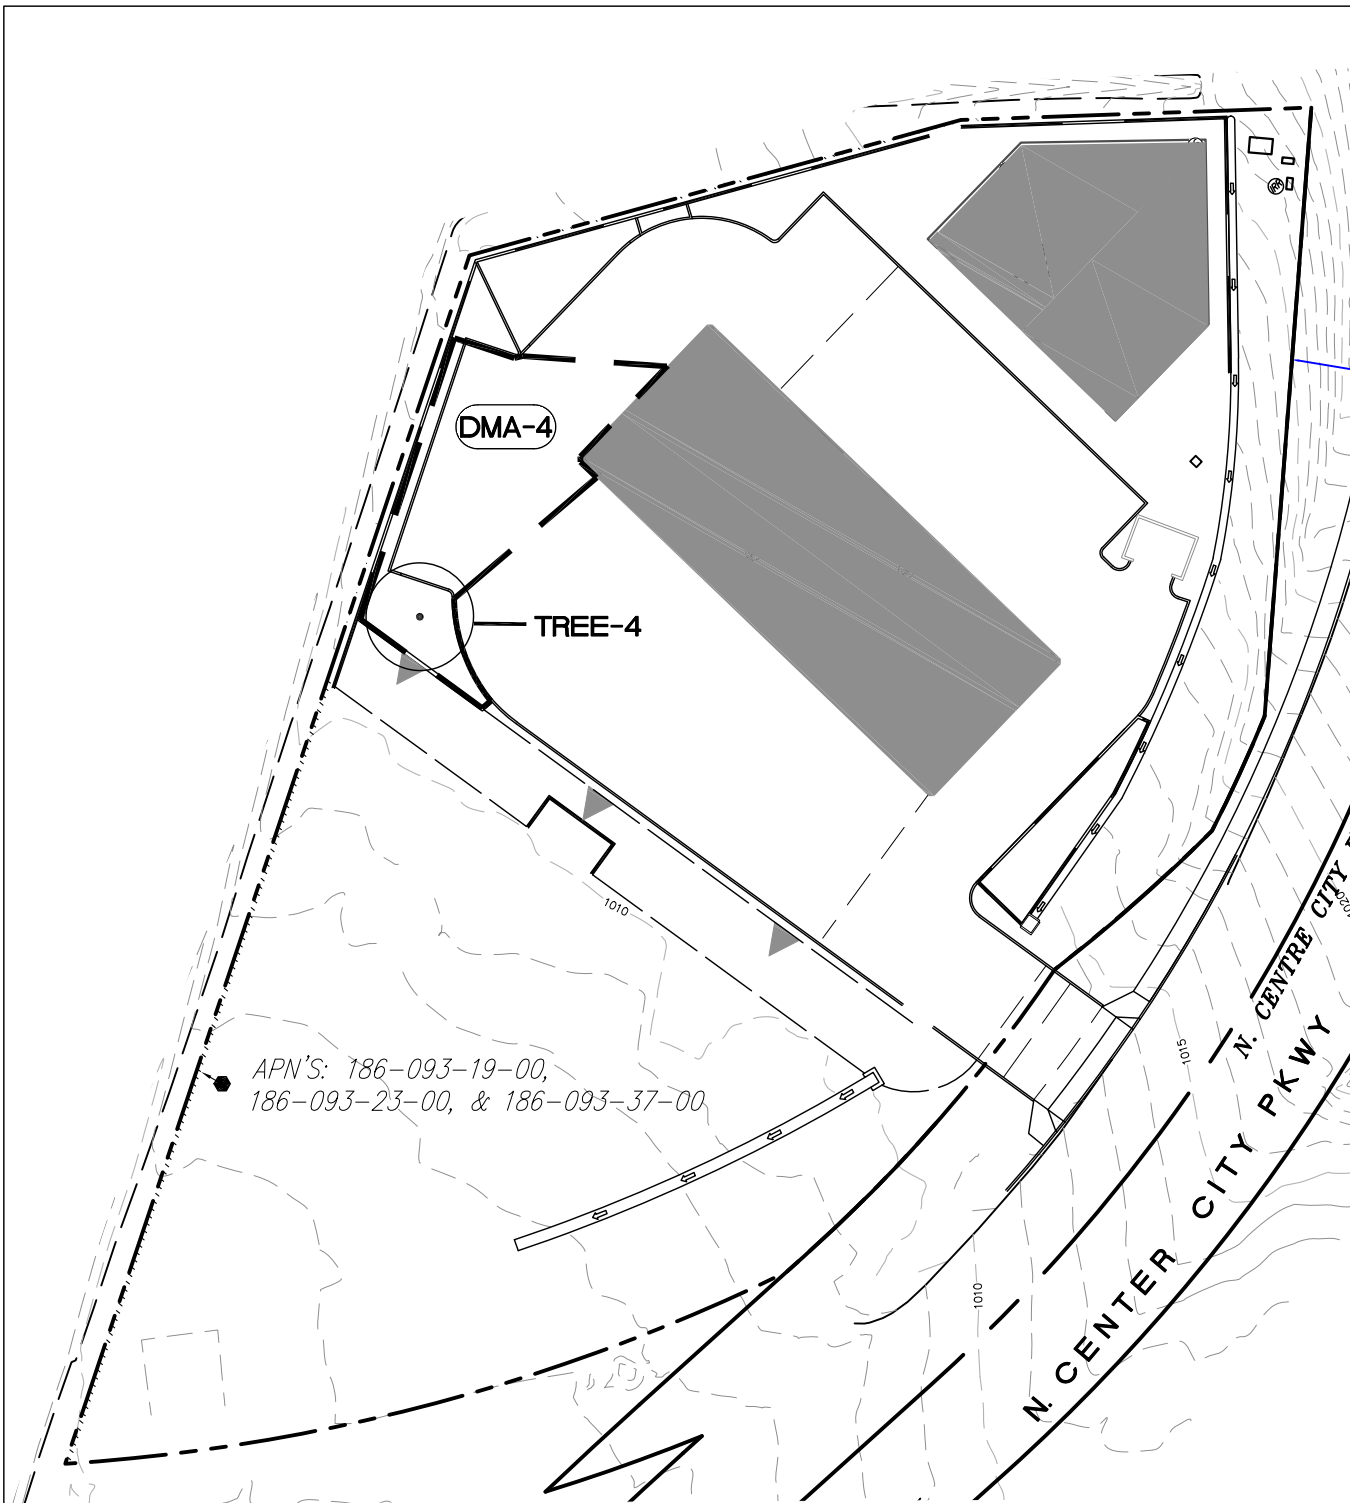 DMA-4
TREE-4
1010
1020
N. CENTRE CITY
1015
APN'S: 186-093-19-00,
186-093-23-00, & 186-093-37-00
N. CENTER CITY PKWY
1010